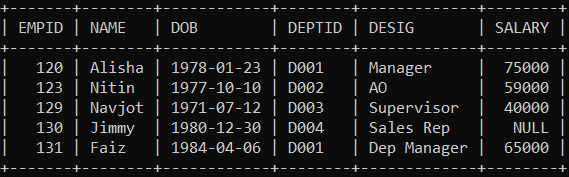 | EMPID | NAME | DOB | DEPTID | DESIG | SALARY |
| 120 | Alisha | 1978-01-23 | D001 | Manager | 75000 |
| 123 | Nitin | 1977-10-10 | D002 | AO | 59000 |
| 129 | Navjot | 1971-07-12 | D003 | Supervisor | 40000 |
| 130 | Jimmy | 1980-12-30 | D004 | Sales Rep | NULL |
| 131 | Faiz | 1984-04-06 | D001 | Dep Manager | 65000 |